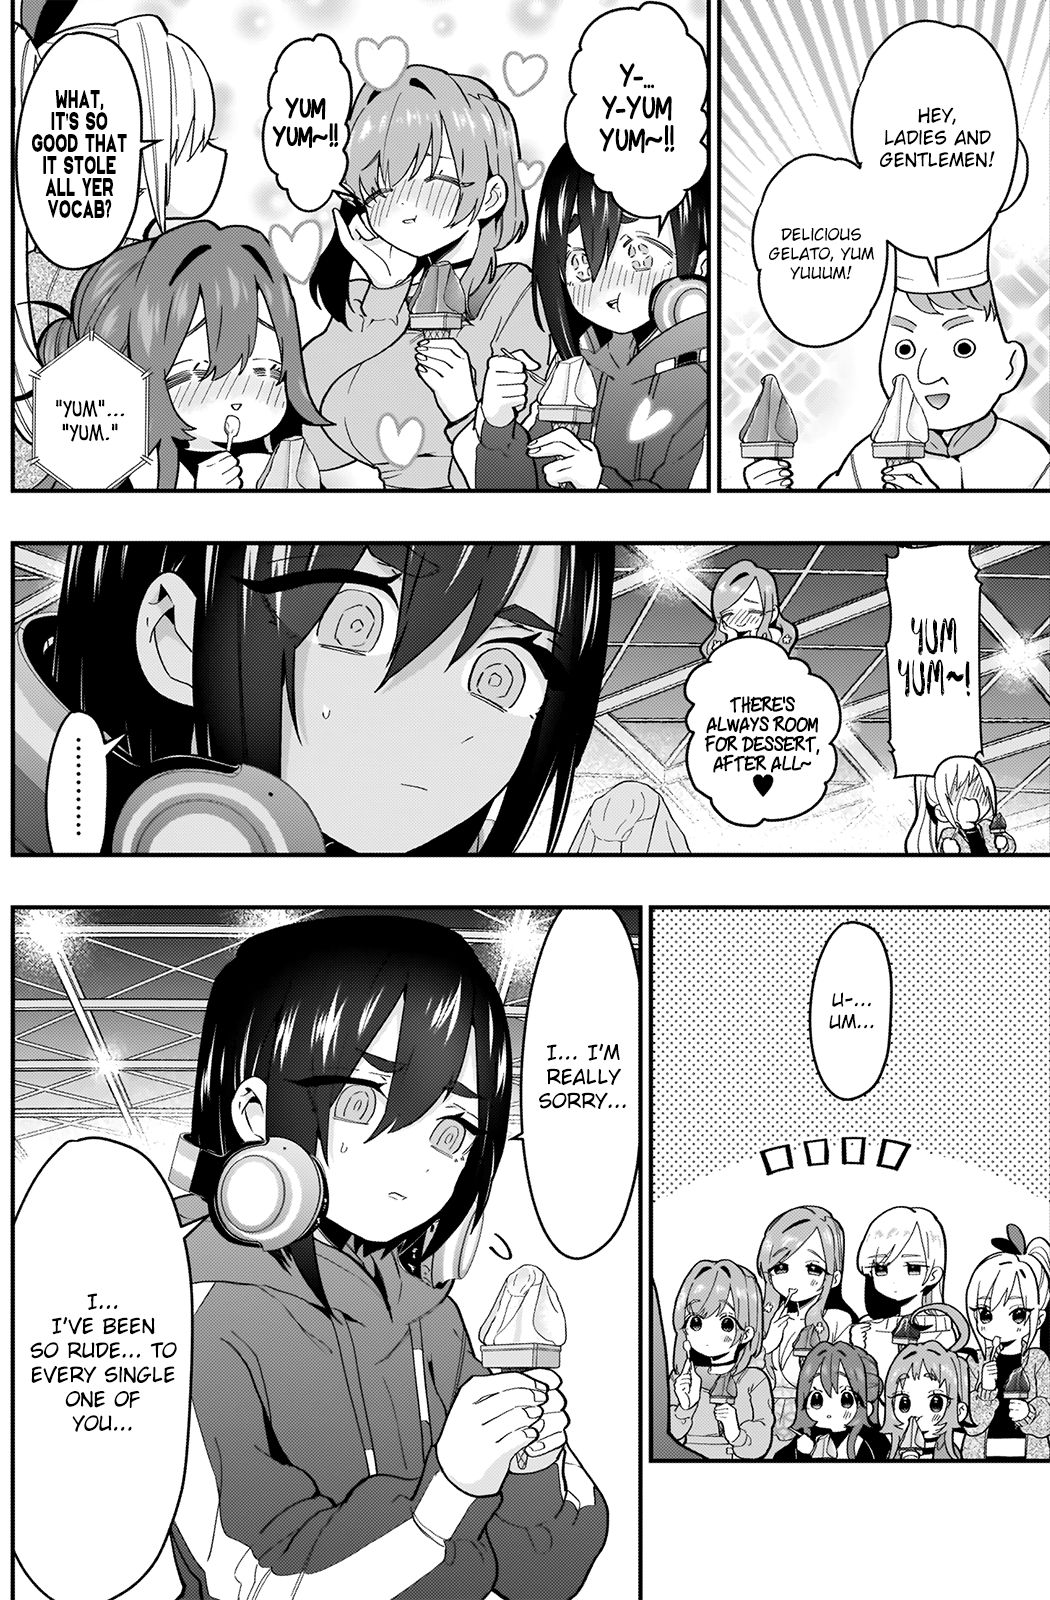 HEY,
LADIES AND
GENTLEMEN!
DELICIOUS
GELATO, YUM
YUUUM!
Y-...
Y-YUM
YUM~!!
YUM
YUM~!!
WHAT,
IT'S SO
GOOD THAT
IT STOLE
ALL YER
VOCAB?
"YUM"...
"YUM."
YUM
YUM~!
THERE'S
ALWAYS ROOM
FOR DESSERT,
AFTER ALL~
♥
.........
U-...
UM...
I... I'M
REALLY
SORRY...
I...
I'VE BEEN
SO RUDE... TO
EVERY SINGLE
ONE OF
YOU...